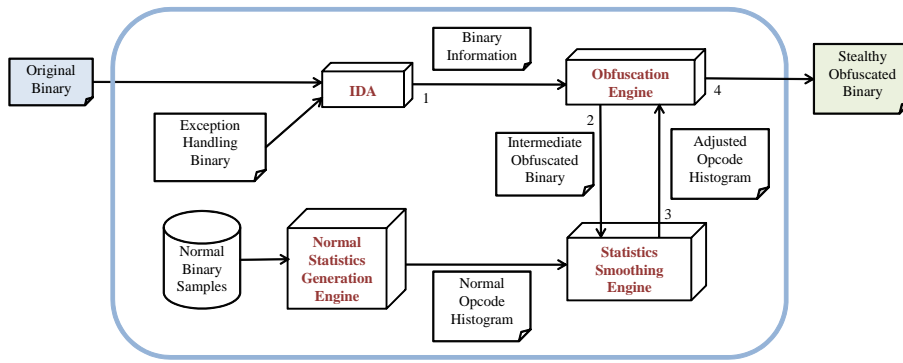 Original
Binary
Exception
Handling
Binary
IDA
1
Binary
Information
Obfuscation
Engine
4
Stealthy
Obfuscated
Binary
2
Intermediate
Obfuscated
Binary
Adjusted
Opcode
Histogram
3
Normal
Binary
Samples
Normal
Statistics
Generation
Engine
Normal
Opcode
Histogram
Statistics
Smoothing
Engine